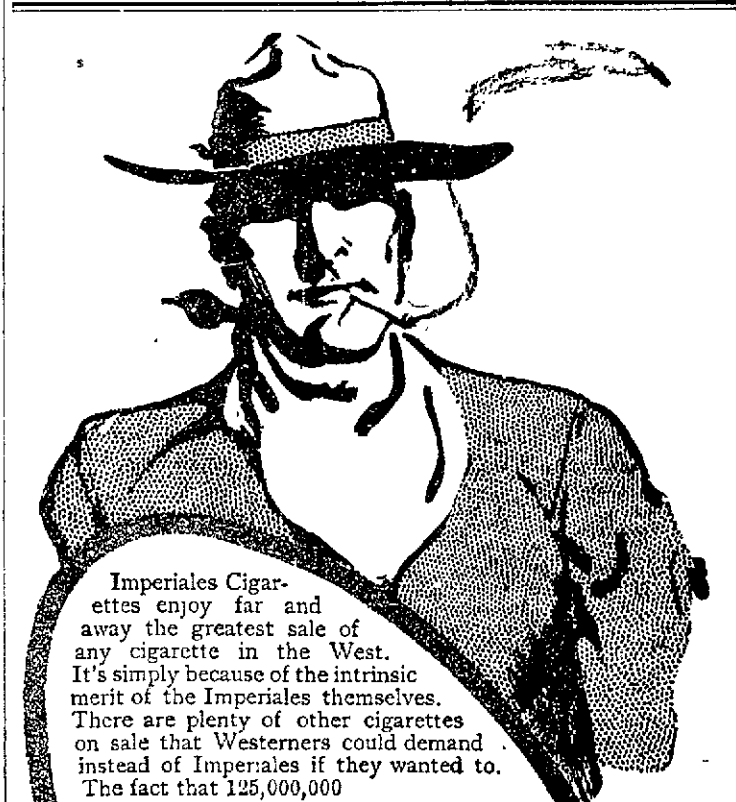 Imperiales Cigar-
ettes enjoy far and
away the greatest sale of
any cigarette in the West.
It's simply because of the intrinsic
merit of the Imperiales themselves.
There are plenty of other cigarettes
on sale that Westerners could demand
instead of Imperiales if they wanted to.
The fact that 125,000,000